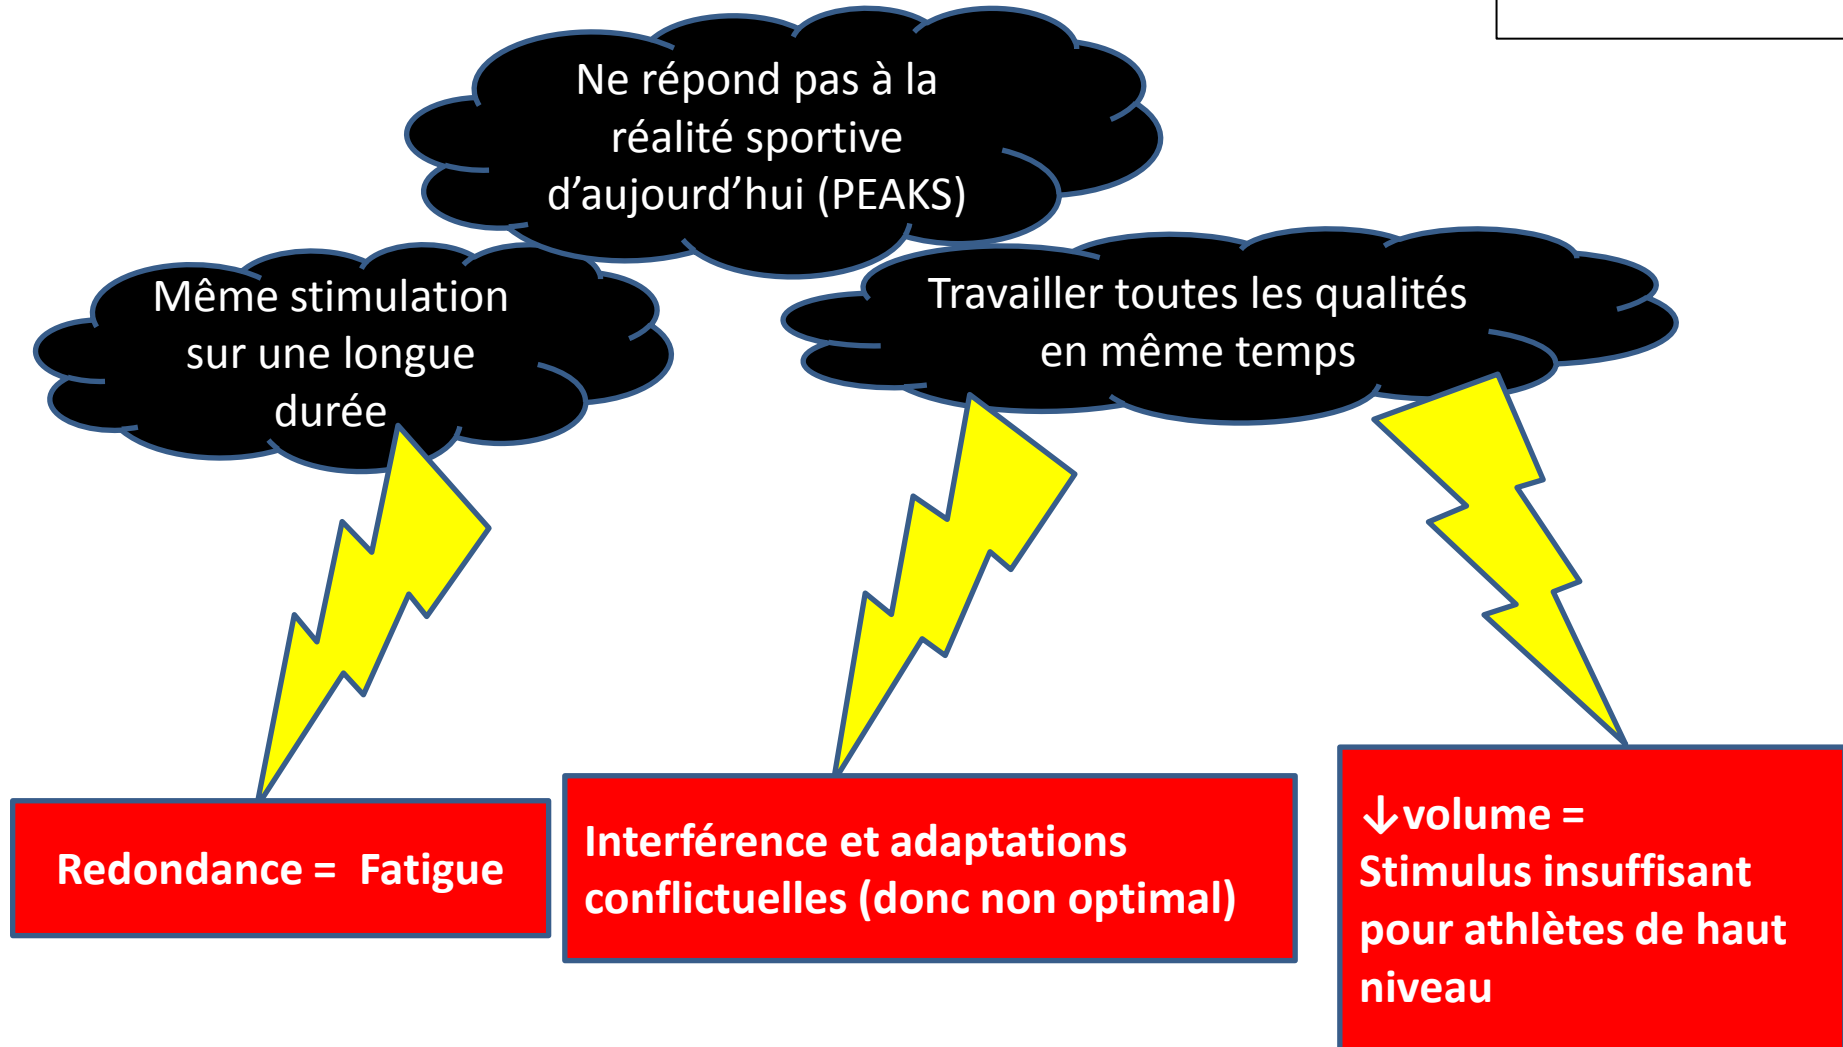 Ne répond pas à la
réalité sportive
d’aujourd’hui (PEAKS)
Même stimulation
sur une longue
durée
Travailler toutes les qualités
en même temps
Redondance = Fatigue
Interférence et adaptations
conflictuelles (donc non optimal)
↓volume =
Stimulus insuffisant
pour athlètes de haut
niveau